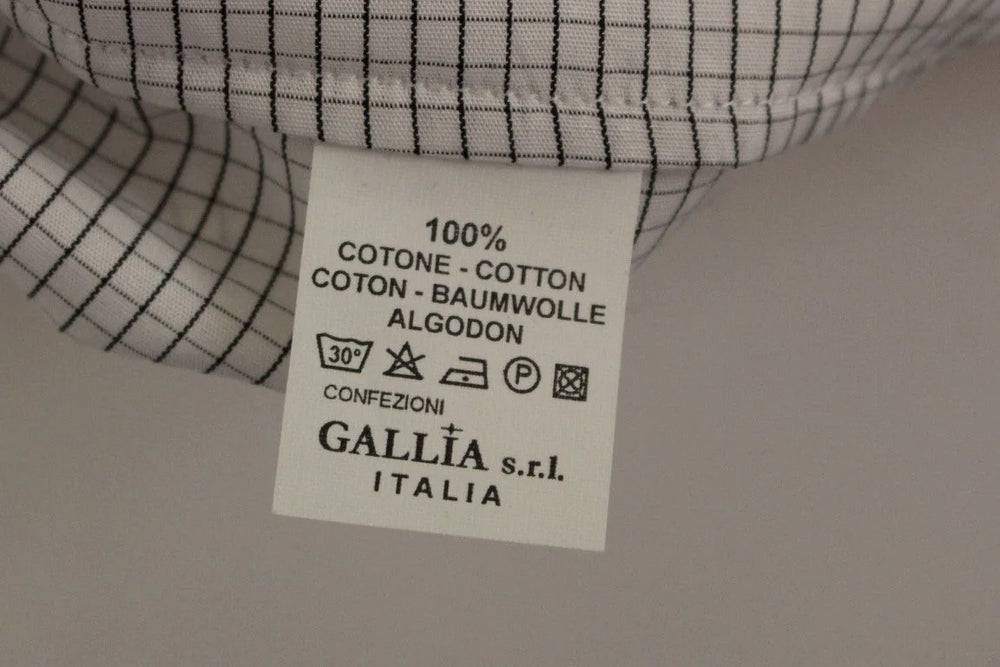 100%
COTONE - COTTON
COTON - BAUMWOLLE
ALGODON
30°
P
CONFEZIONI
GALLIA s.r.l.
ITALIA